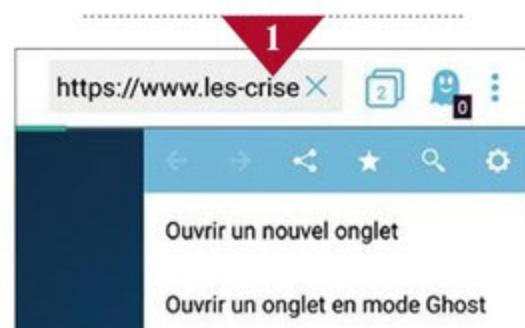 1
https://www.les-crise
2
0
Ouvrir un nouvel onglet
Ouvrir un onglet en mode Ghost